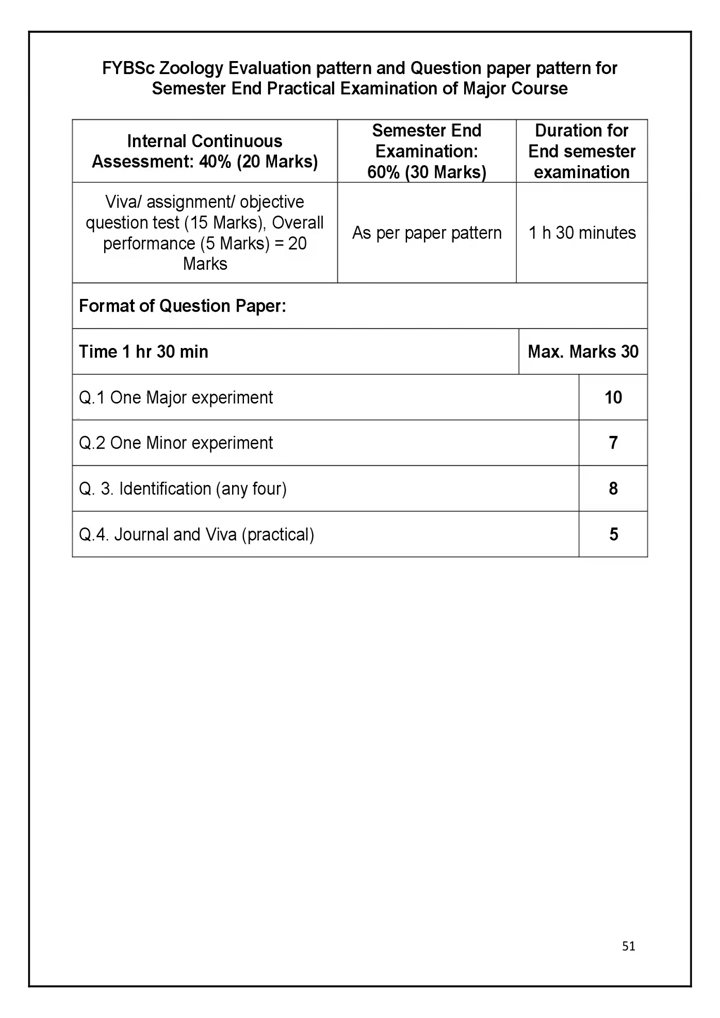 FYBSc Zoology Evaluation pattern and Question paper pattern for
Semester End Practical Examination of Major Course
Internal Continuous
Assessment: 40% (20 Marks)
Semester End
Examination:
60% (30 Marks)
Duration for
End semester
examination
Viva/ assignment/ objective
question test (15 Marks), Overall
performance (5 Marks) = 20
Marks
As per paper pattern
1 h 30 minutes
Format of Question Paper:
Time 1 hr 30 min
Max. Marks 30
Q.1 One Major experiment
10
Q.2 One Minor experiment
7
Q. 3. Identification (any four)
8
Q.4. Journal and Viva (practical)
5
51